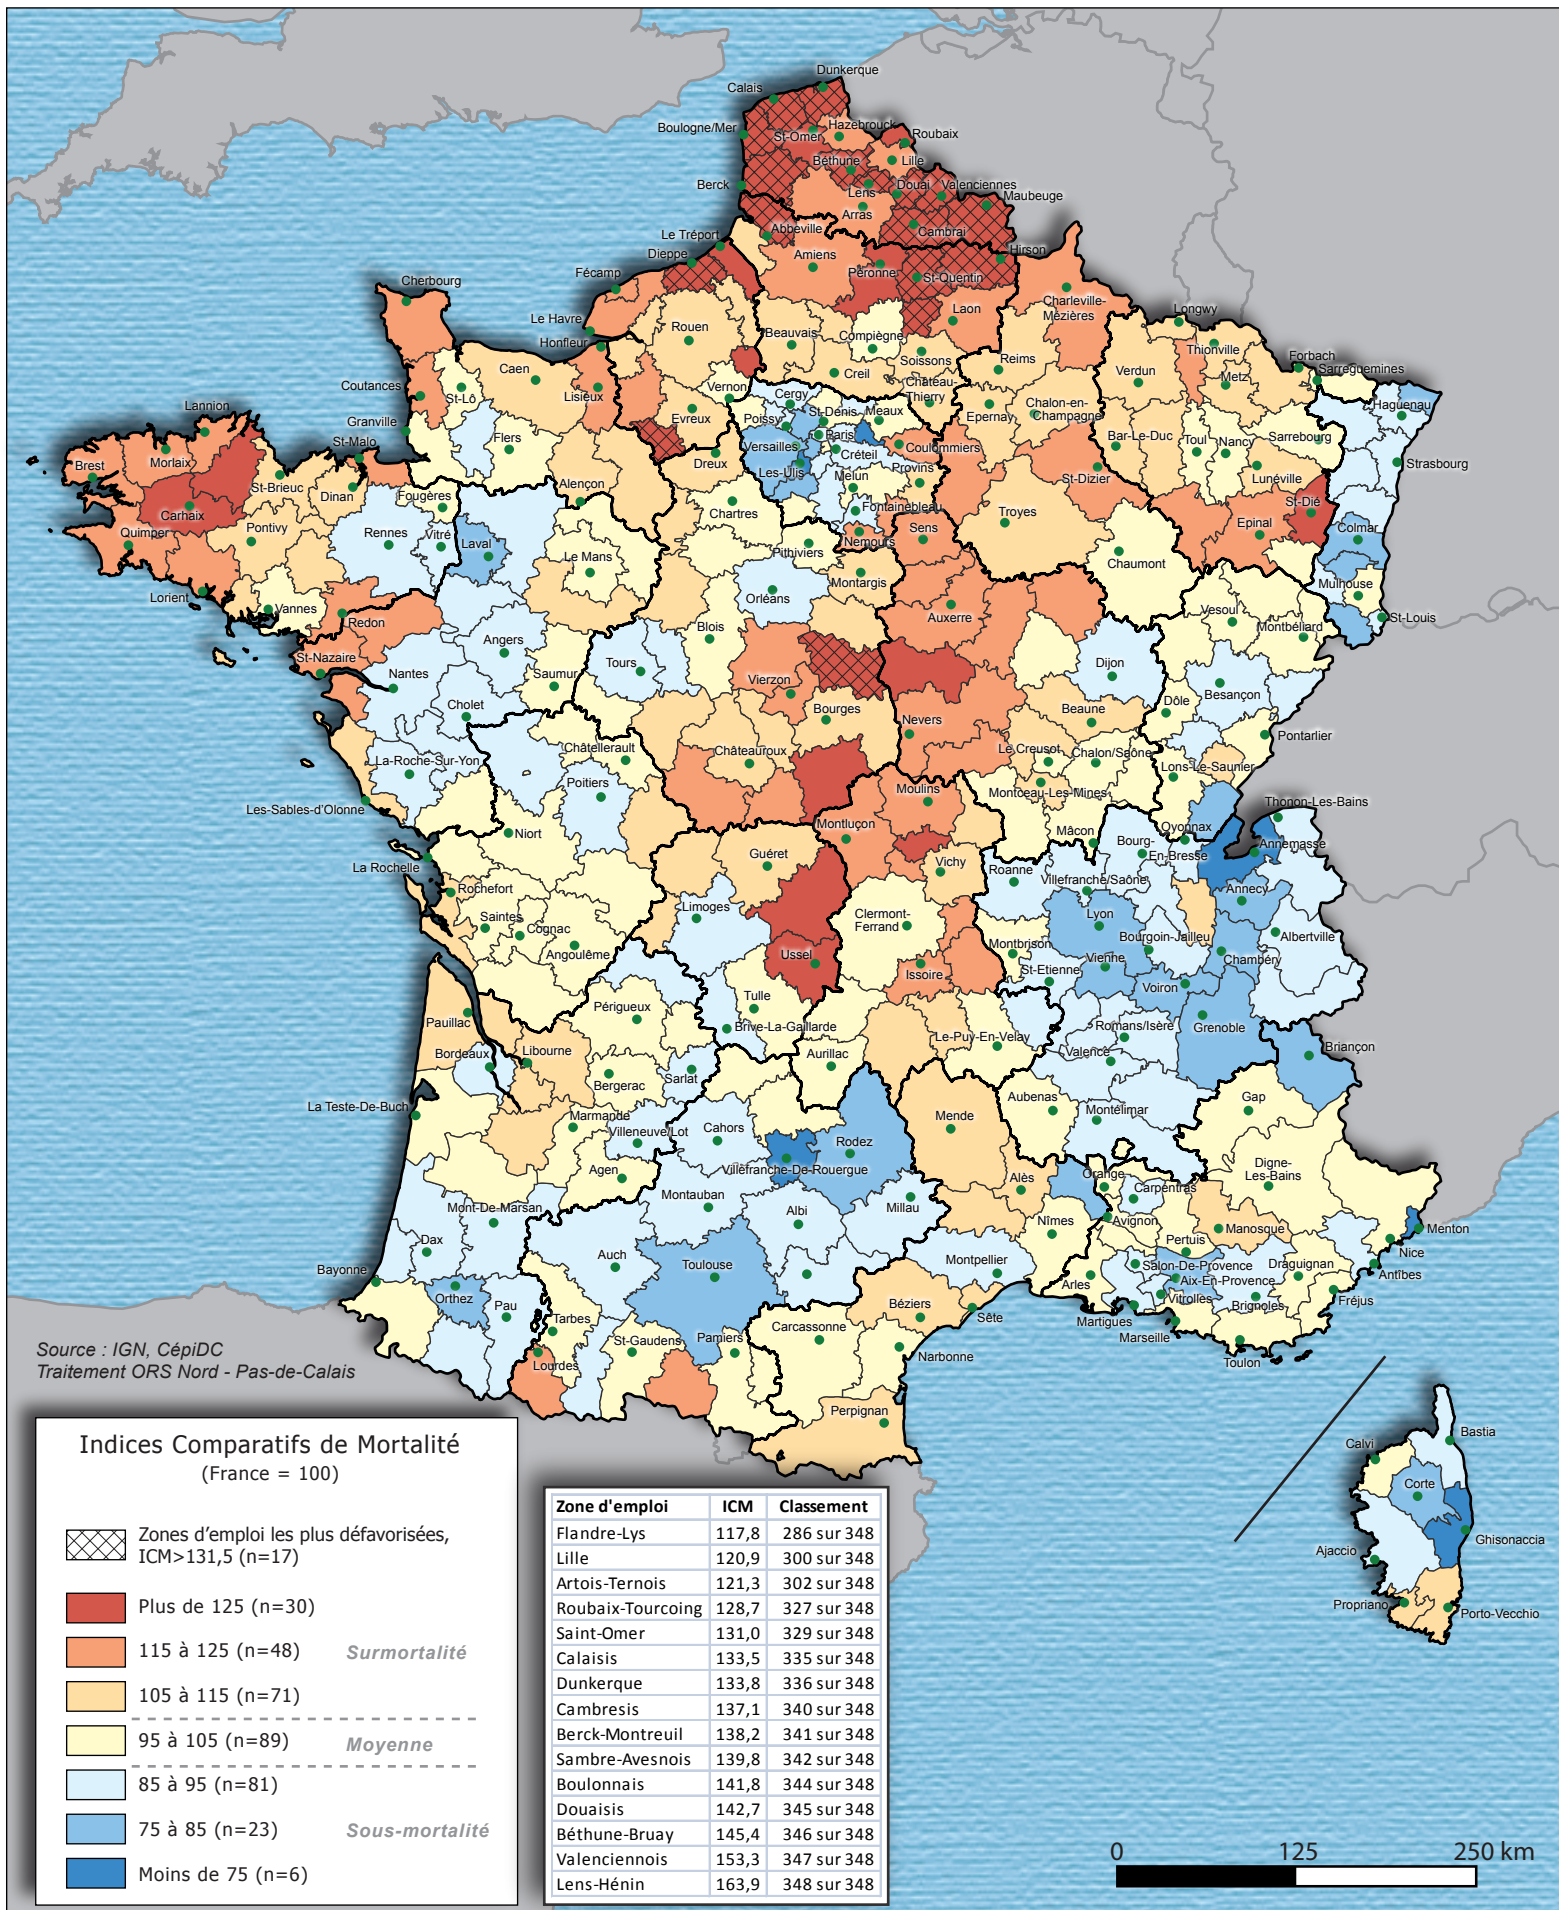 Dunkerque
Calais
Boulogne/Mer
St-Omer
Hazebrouck
Roubaix
Béthune
Lille
Berck
Lens
Douai
Valenciennes
Maubeuge
Arras
Cambrai
Abbeville
Le Tréport
Dieppe
Amiens
Hirson
Péronne
St-Quentin
Fécamp
Cherbourg
Charleville-
Mézières
Laon
Longwy
Le Havre
Rouen
Beauvais
Compiègne
Honfleur
Soissons
Reims
Thionville
Forbach
Sarreguemines
Coutances
Caen
Creil
Château-
Thierry
Verdun
Metz
St-Lô
Lisieux
Vernon
Cergy
Evreux
Epernay
Chalon-en-
Champagne
Haguenau
Lannion
Granville
Flers
Poissy
St-Denis
Meaux
Paris
Bar-Le-Duc
Toul
Nancy
Sarrebourg
St-Malo
Versailles
Créteil
Coulommiers
Brest
Morlaix
Dreux
Les-Ulis
Melun
Provins
St-Dizier
Lunéville
Strasbourg
St-Brieuc
Dinan
Fougères
Alençon
Fontainebleau
St-Dié
Carhaix
Chartres
Troyes
Epinal
Colmar
Quimper
Pontivy
Rennes
Vitré
Laval
Le Mans
Pithiviers
Nemours
Sens
Chaumont
Lorient
Vannes
Orléans
Montargis
Mulhouse
Redon
Blois
Auxerre
Vesoul
Montbéliard
St-Louis
St-Nazaire
Angers
Tours
Dijon
Nantes
Saumur
Vierzon
Besançon
Cholet
Bourges
Nevers
Beaune
Dôle
Pontarlier
La-Roche-Sur-Yon
Châtellerault
Châteauroux
Le Creusot
Chalon/Saône
Lons-Le-Saunier
Poitiers
Moulins
Montceau-Les-Mines
Thonon-Les-Bains
Les-Sables-d'Olonne
Niort
Montluçon
Mâcon
Bourg-
En-Bresse
Oyonnax
Annemasse
La Rochelle
Guéret
Vichy
Roanne
Villefranche/Saône
Annecy
Rochefort
Saintes
Cognac
Limoges
Clermont-
Ferrand
Lyon
Bourgoin-Jailleu
Albertville
Angoulême
Ussel
Issoire
Montbrison
St-Etienne
Vienne
Chambéry
Voiron
Tulle
Périgueux
Pauillac
Brive-La-Gaillarde
Le-Puy-En-Velay
Romans/Isère
Grenoble
Bordeaux
Libourne
Aurillac
Valence
Briançon
Bergerac
Sarlat
La Teste-De-Buch
Marmande
Villeneuve/Lot
Cahors
Rodez
Mende
Aubenas
Montélimar
Gap
Agen
Villefranche-De-Rouergue
Digne-
Les-Bains
Montauban
Millau
Alès
Orange
Carpentras
Mont-De-Marsan
Albi
Nîmes
Avignon
Manosque
Menton
Dax
Auch
Toulouse
Montpellier
Pertuis
Nice
Bayonne
Salon-De-Provence
Draguignan
Antîbes
Orthez
Pau
Arles
Aix-En-Provence
Vitrolles
Brignoles
Fréjus
Tarbes
St-Gaudens
Pamiers
Carcassonne
Béziers
Sête
Martigues
Marseille
Toulon
Lourdes
Narbonne
Perpignan
Bastia
Calvi
Corte
Ghisonaccia
Ajaccio
Propriano
Porto-Vecchio
Source : IGN, CépiDC
Traitement ORS Nord - Pas-de-Calais
Indices Comparatifs de Mortalité
(France = 100)
Zones d'emploi les plus défavorisées,
ICM>131,5 (n=17)
Plus de 125 (n=30)
115 à 125 (n=48) Surmortalité
105 à 115 (n=71)
95 à 105 (n=89) Moyenne
85 à 95 (n=81)
75 à 85 (n=23) Sous-mortalité
Moins de 75 (n=6)
Zone d'emploi ICM Classement
Flandre-Lys 117,8 286 sur 348
Lille 120,9 300 sur 348
Artois-Ternois 121,3 302 sur 348
Roubaix-Tourcoing 128,7 327 sur 348
Saint-Omer 131,0 329 sur 348
Calaisis 133,5 335 sur 348
Dunkerque 133,8 336 sur 348
Cambresis 137,1 340 sur 348
Berck-Montreuil 138,2 341 sur 348
Sambre-Avesnois 139,8 342 sur 348
Boulonnais 141,8 344 sur 348
Douaisis 142,7 345 sur 348
Béthune-Bruay 145,4 346 sur 348
Valenciennois 153,3 347 sur 348
Lens-Hénin 163,9 348 sur 348
0 125 250 km